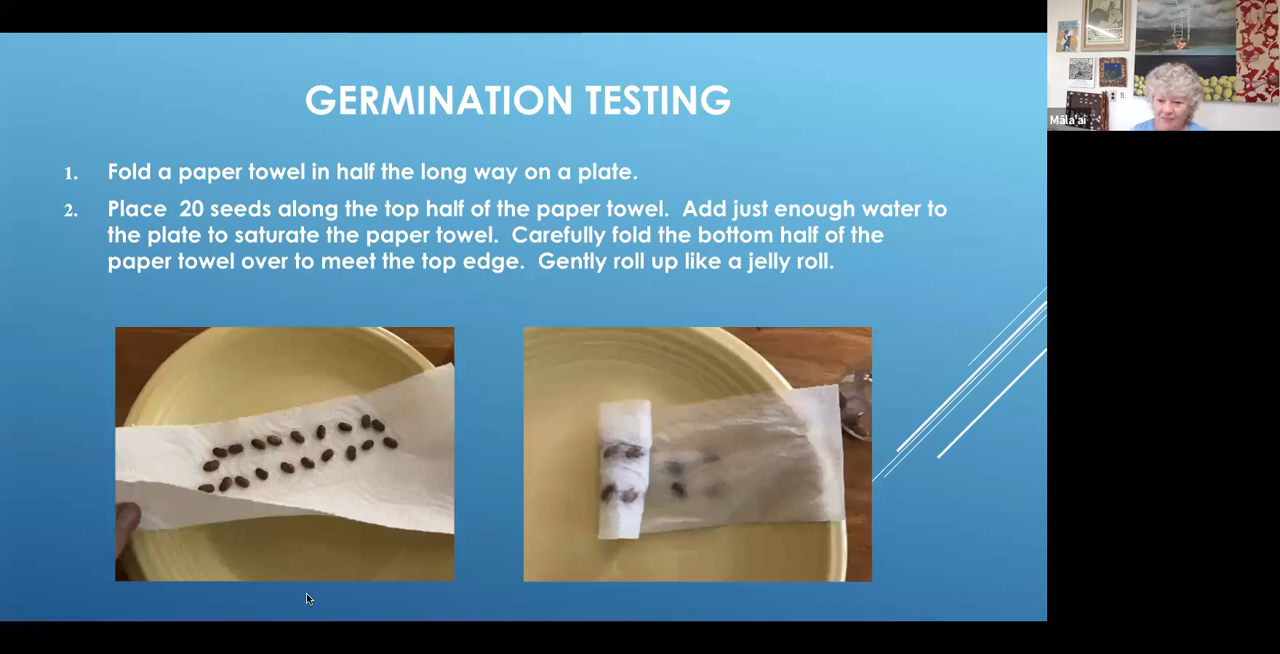 GERMINATION TESTING
1. Fold a paper towel in half the long way on a plate.
2. Place  20 seeds along the top half of the paper towel.  Add just enough water to
the plate to saturate the paper towel.  Carefully fold the bottom half of the
paper towel over to meet the top edge.  Gently roll up like a jelly roll.
Māla'ai